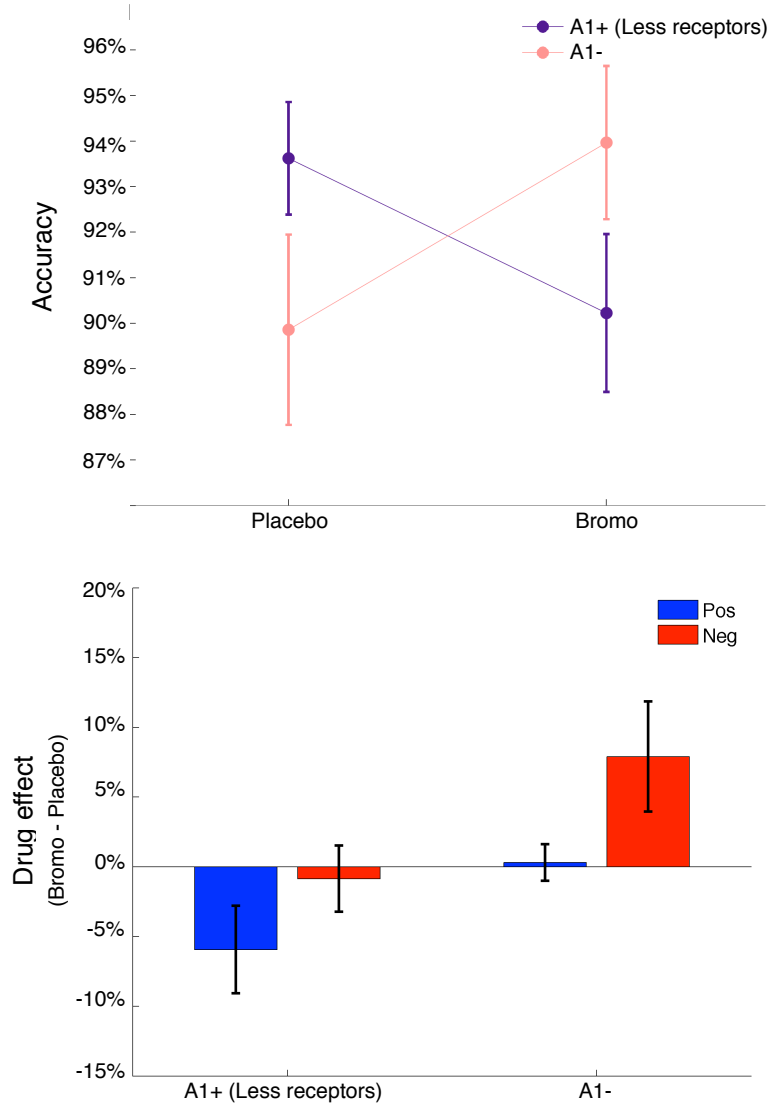 A1+ (Less receptors)
A1-
96%
95%
94%
93%
92%
91%
90%
89%
88%
87%
Accuracy
Placebo
Bromo
20%
15%
10%
5%
0%
-5%
-10%
-15%
Drug effect
(Bromo - Placebo)
Pos
Neg
A1+ (Less receptors)
A1-